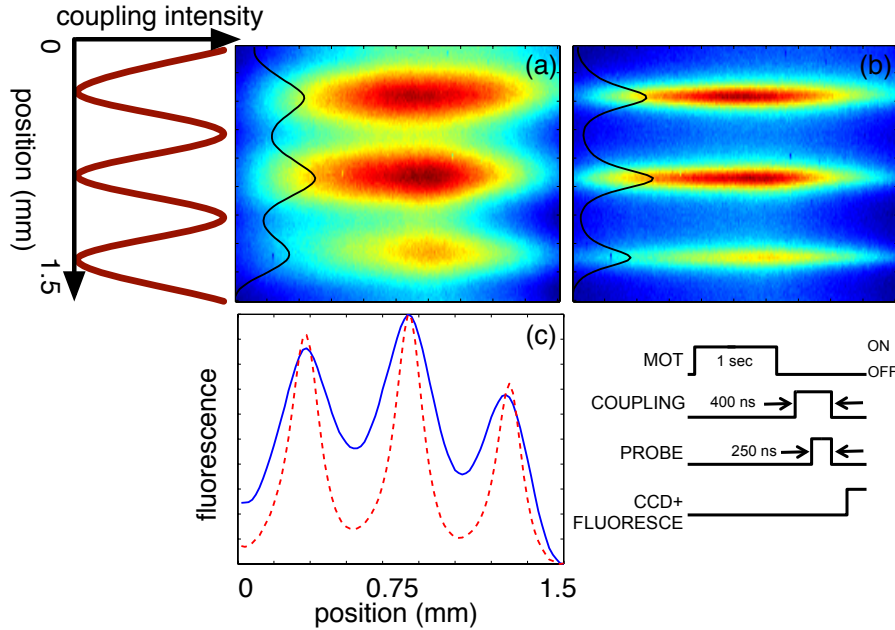 coupling intensity
0
position (mm)
1.5
(a)
(b)
(c)
fluorescence
0
0.75
1.5
position (mm)
MOT
1 sec
ON
OFF
COUPLING
400 ns
PROBE
250 ns
CCD+
FLUORESCE